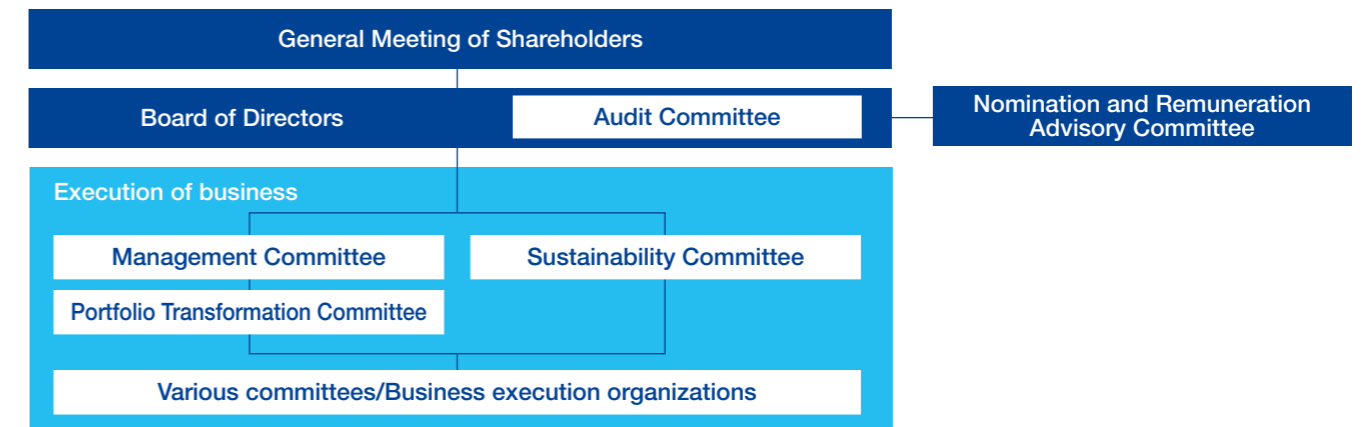 General Meeting of Shareholders
Board of Directors
Audit Committee
Nomination and Remuneration
Advisory Committee
Execution of business
Management Committee
Sustainability Committee
Portfolio Transformation Committee
Various committees/Business execution organizations